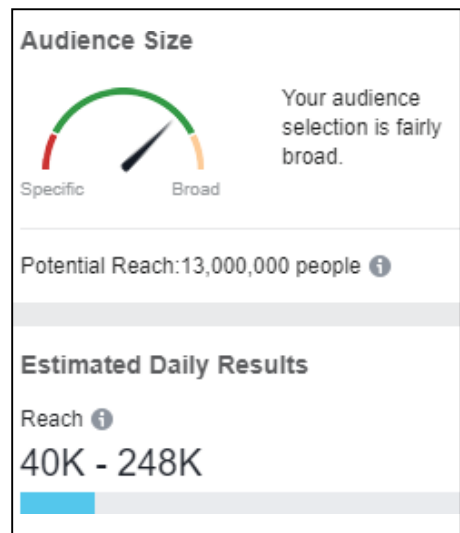 Audience Size
Your audience
selection is fairly
broad.
Specific
Broad
Potential Reach:13,000,000 people
Estimated Daily Results
Reach
40K - 248K